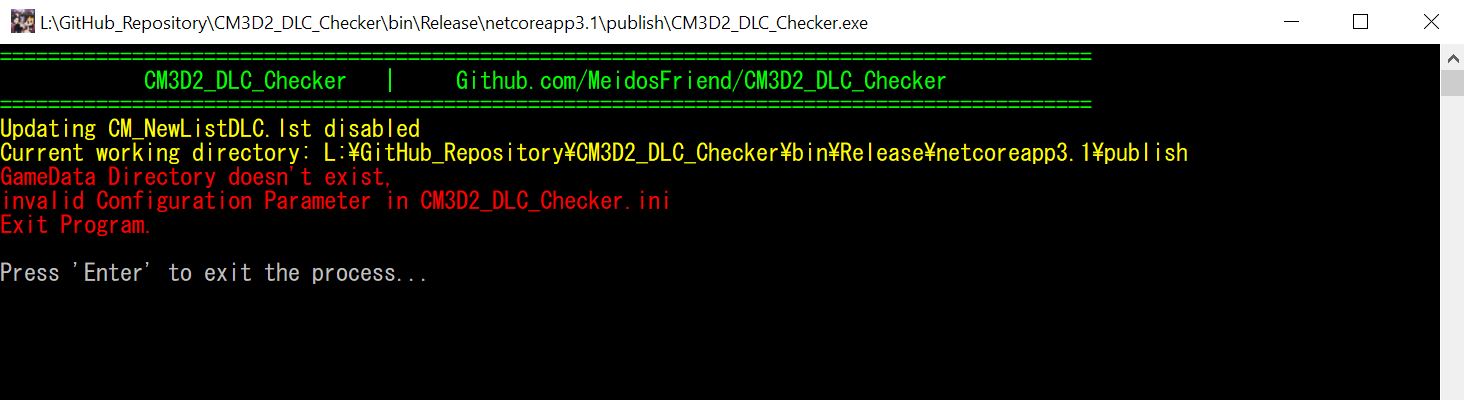 L:\GitHub_Repository\CM3D2_DLC_Checker\bin\Release\netcoreapp3.1\publish\CM3D2_DLC_Checker.exe
===========================================================================================
CM3D2_DLC_Checker | Github.com/MeidosFriend/CM3D2_DLC_Checker
===========================================================================================
Updating CM_NewListDLC.lst disabled
Current working directory: L:¥GitHub_Repository¥CM3D2_DLC_Checker¥bin¥Release¥netcoreapp3.1¥publish
GameData Directory doesn't exist,
invalid Configuration Parameter in CM3D2_DLC_Checker.ini
Exit Program.
Press 'Enter' to exit the process...